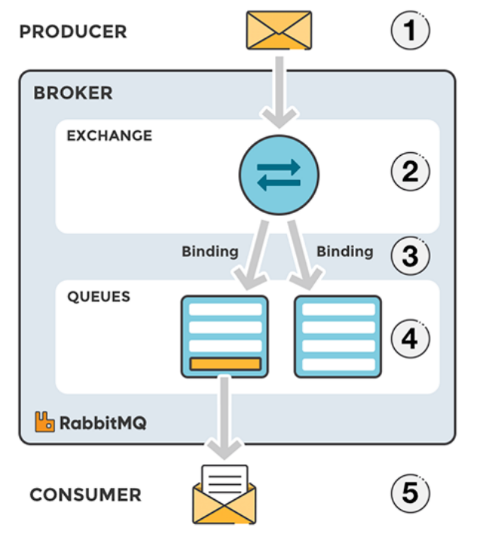 PRODUCER 1
BROKER
EXCHANGE
2
Binding Binding 3
QUEUES
4
RabbitMQ
CONSUMER 5